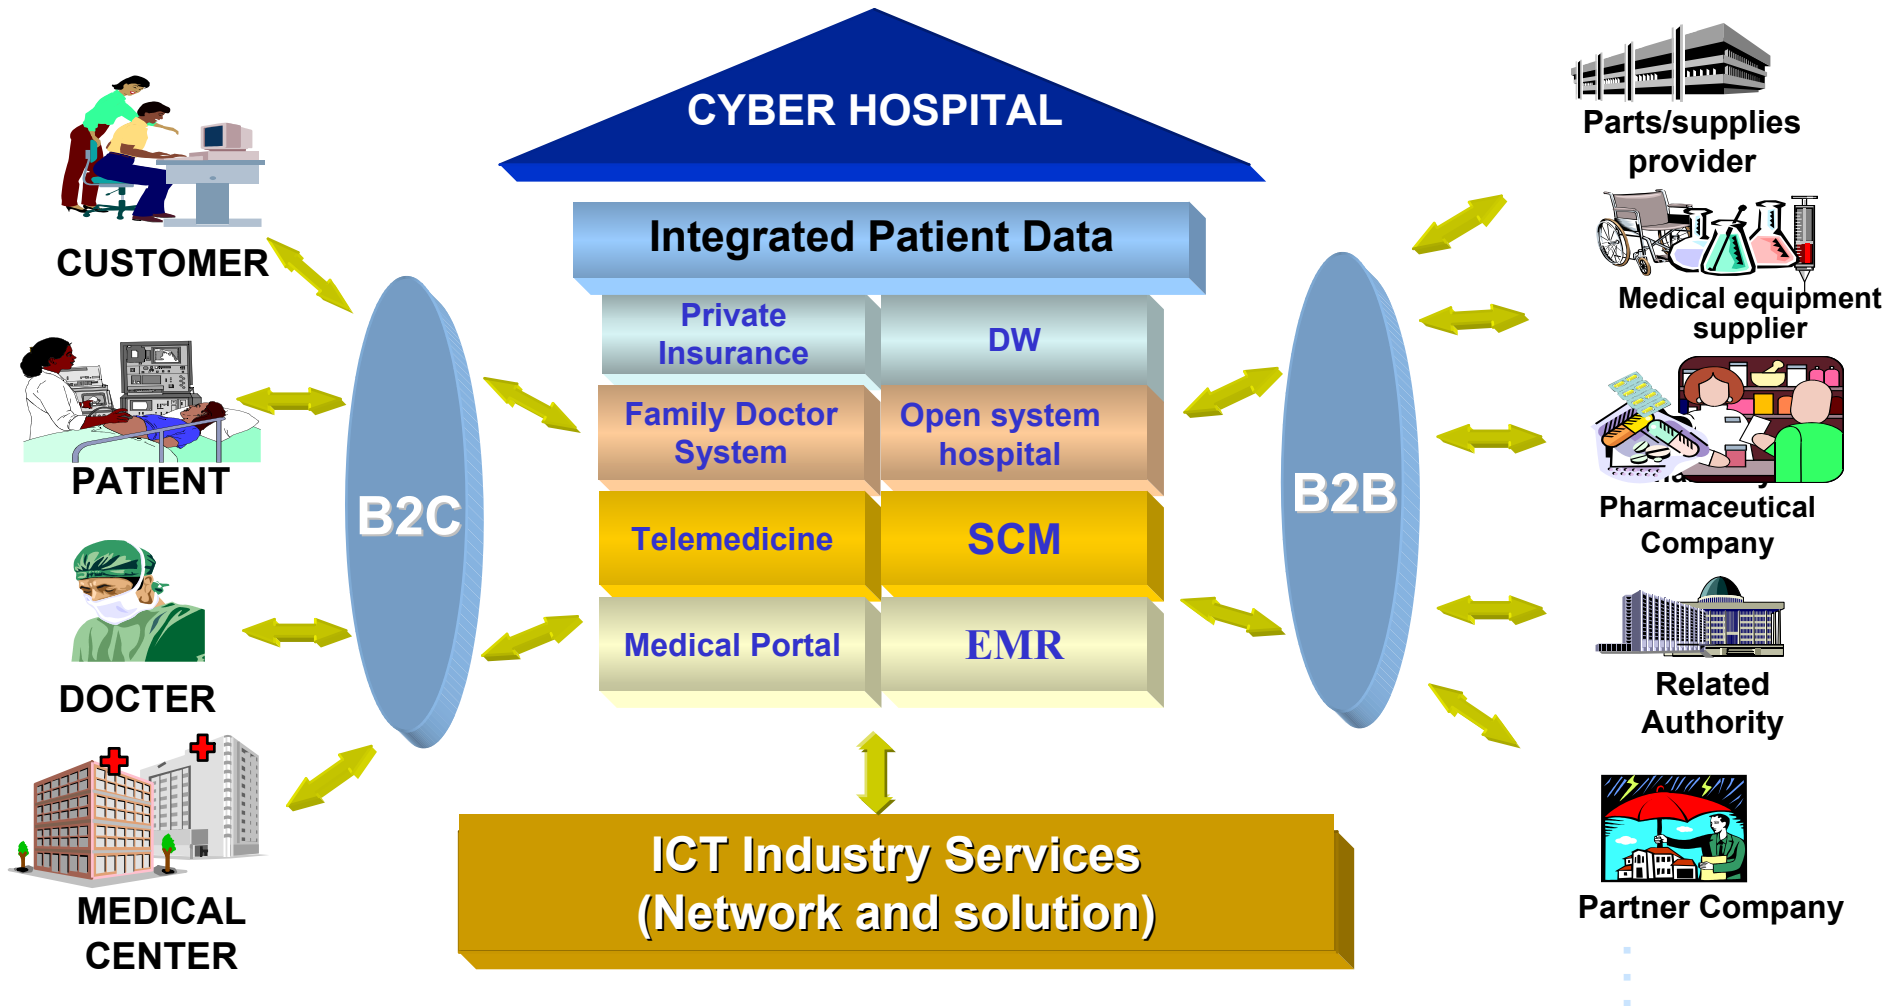 CYBER HOSPITAL
Integrated Patient Data
Private
Insurance
DW
Family Doctor
System
Open system
hospital
Telemedicine
SCM
Medical Portal
EMR
ICT Industry Services
(Network and solution)
B2C
B2B
CUSTOMER
PATIENT
DOCTER
MEDICAL
CENTER
Parts/supplies
provider
Medical equipment
supplier
Pharmaceutical
Company
Related
Authority
Partner Company